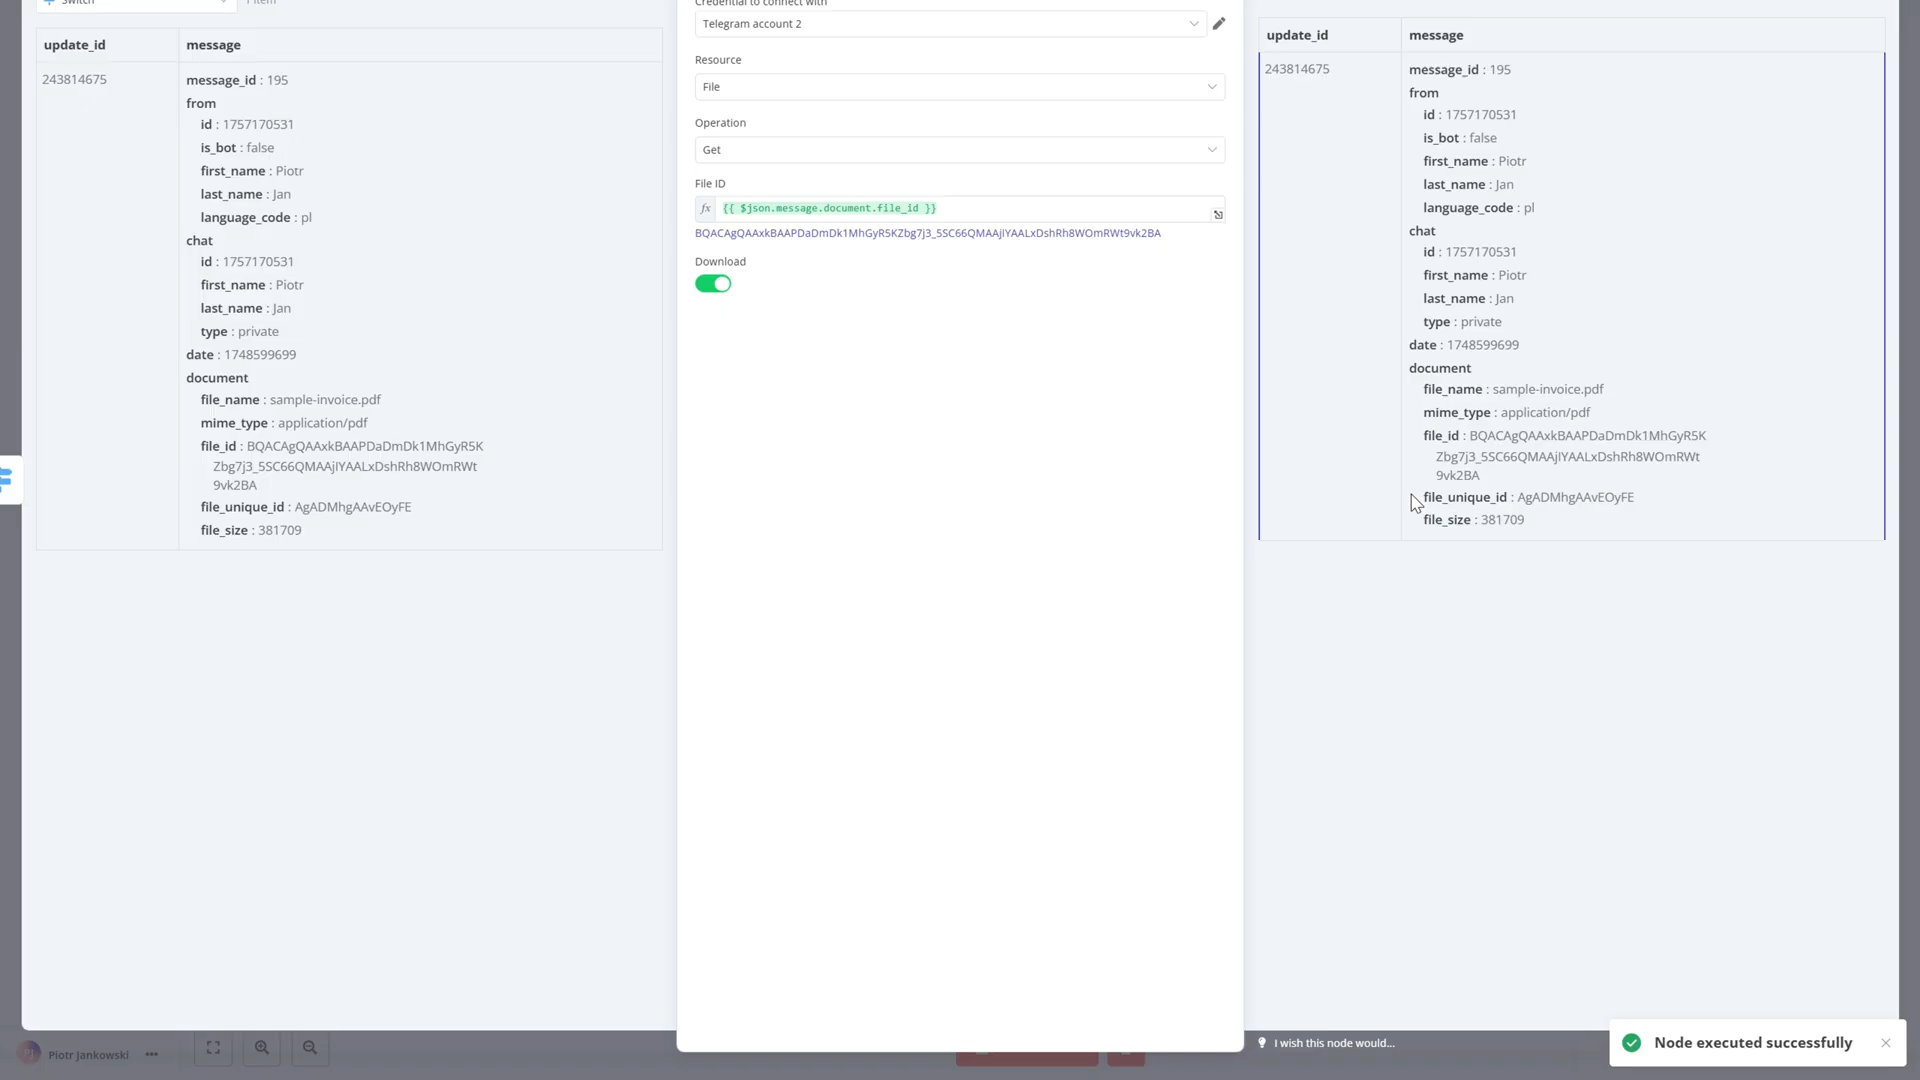 Switch
1 item
update_id message
243814675 message_id : 195
from
id : 1757170531
is_bot : false
first_name : Piotr
last_name : Jan
language_code : pl
chat
id : 1757170531
first_name : Piotr
last_name : Jan
type : private
date : 1748599699
document
file_name : sample-invoice.pdf
mime_type : application/pdf
file_id : BQACAgQAAxkBAAPDaDmDk1MhGyR5K
Zbg7j3_5SC66QMAAjIYAALxDshRh8WOmRWt
9vk2BA
file_unique_id : AgADMhgAAvEOyFE
file_size : 381709
Credential to connect with
Telegram account 2
Resource
File
Operation
Get
File ID
fx {{ $json.message.document.file_id }}
BQACAgQAAxkBAAPDaDmDk1MhGyR5KZbg7j3_5SC66QMAAjIYAALxDshRh8WOmRWt9vk2BA
Download
update_id message
243814675 message_id : 195
from
id : 1757170531
is_bot : false
first_name : Piotr
last_name : Jan
language_code : pl
chat
id : 1757170531
first_name : Piotr
last_name : Jan
type : private
date : 1748599699
document
file_name : sample-invoice.pdf
mime_type : application/pdf
file_id : BQACAgQAAxkBAAPDaDmDk1MhGyR5K
Zbg7j3_5SC66QMAAjIYAALxDshRh8WOmRWt
9vk2BA
file_unique_id : AgADMhgAAvEOyFE
file_size : 381709
Piotr Jankowski
I wish this node would...
Node executed successfully